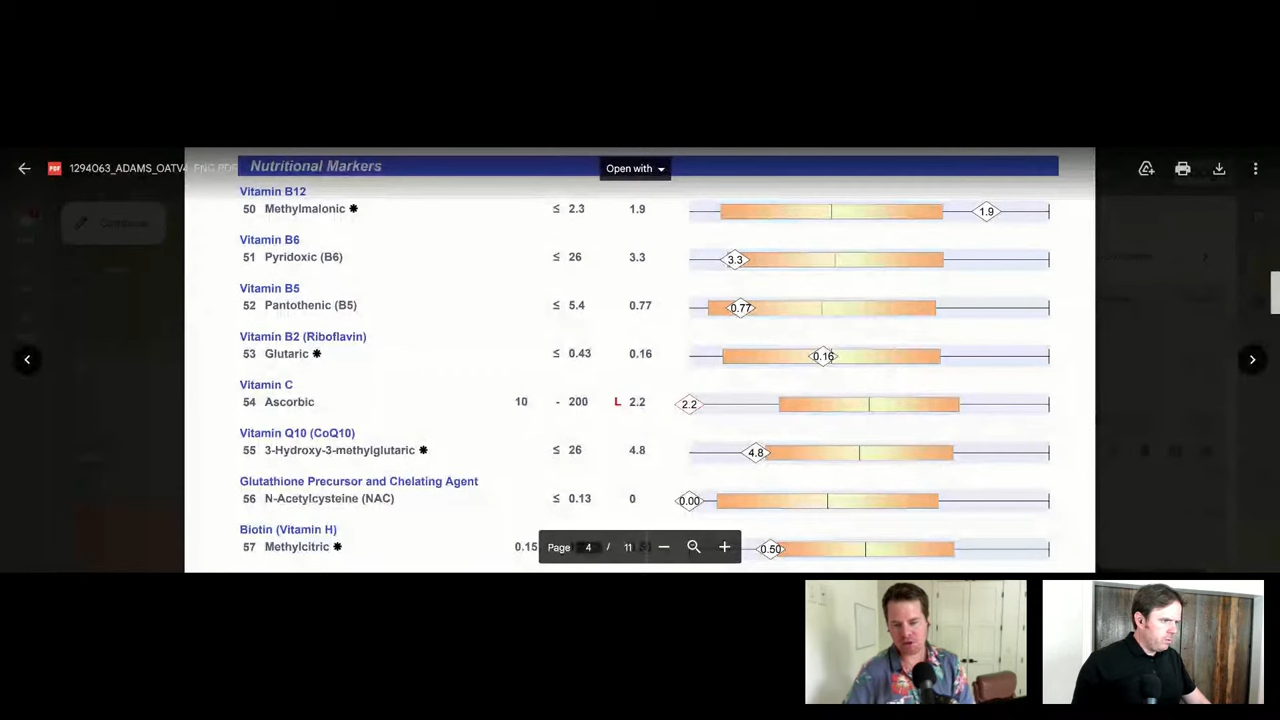 1294063_ADAMS_OATV4
Nutritional Markers
Open with
Vitamin B12
50 Methylmalonic ✱ ≤ 2.3 1.9 1.9
Vitamin B6
51 Pyridoxic (B6) ≤ 26 3.3 3.3
Vitamin B5
52 Pantothenic (B5) ≤ 5.4 0.77 0.77
Vitamin B2 (Riboflavin)
53 Glutaric ✱ ≤ 0.43 0.16 0.16
Vitamin C
54 Ascorbic 10 - 200 L 2.2 2.2
Vitamin Q10 (CoQ10)
55 3-Hydroxy-3-methylglutaric ✱ ≤ 26 4.8 4.8
Glutathione Precursor and Chelating Agent
56 N-Acetylcysteine (NAC) ≤ 0.13 0 0.00
Biotin (Vitamin H)
57 Methylcitric ✱ 0.15 0.50
Page 4 / 11